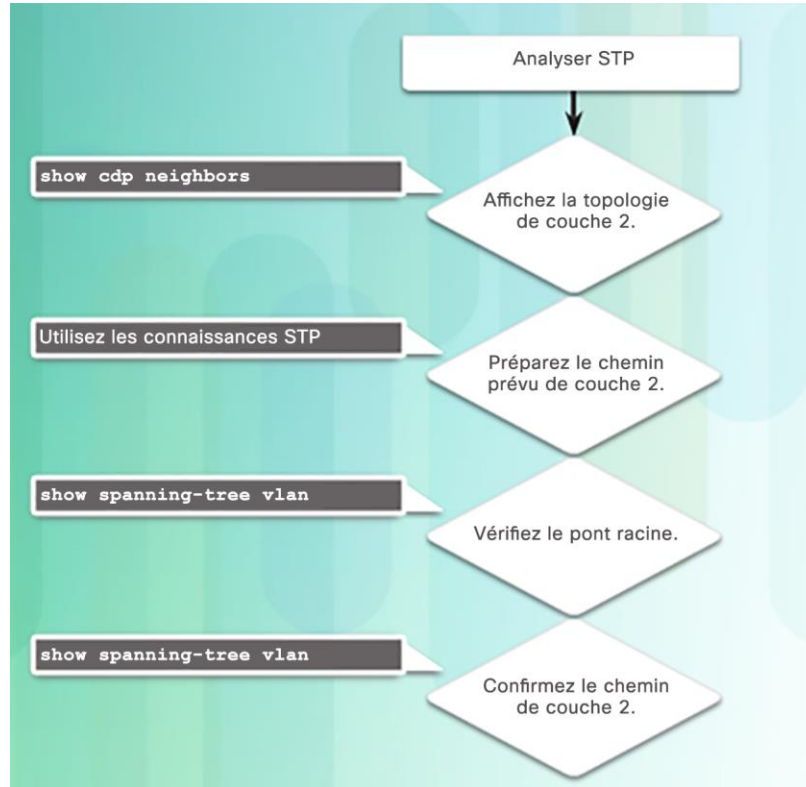 Analyser STP
show cdp neighbors
Affichez la topologie
de couche 2.
Utilisez les connaissances STP
Préparez le chemin
prévu de couche 2.
show spanning-tree vlan
Vérifiez le pont racine.
show spanning-tree vlan
Confirmez le chemin
de couche 2.